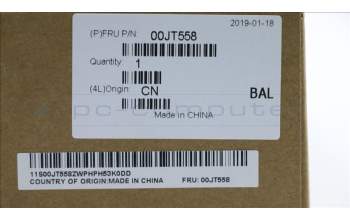 2019-01-18
(P)FRU P/N 00JT558
Quantity: 1
(4L)Origin: CN
BAL
Made in CHINA
11S00JT558ZWPHPH53K0DD
COUNTRY OF ORIGIN:MADE IN CHINA FRU: 00JT558